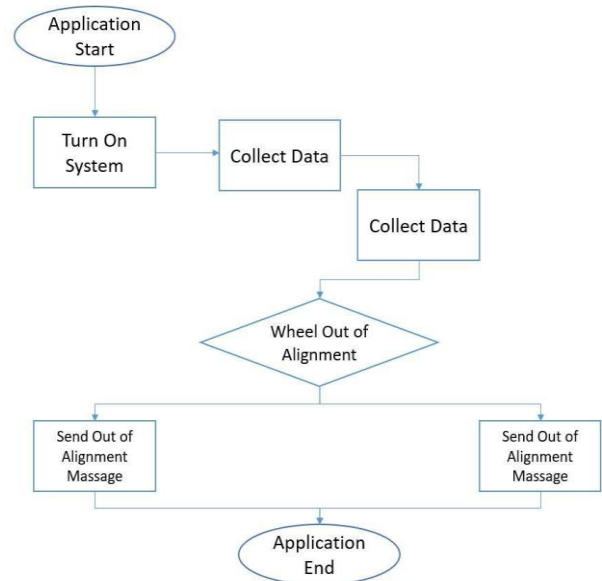 Application
Start
Turn On
System
Collect Data
Collect Data
Wheel Out of
Alignment
Send Out of
Alignment
Massage
Send Out of
Alignment
Massage
Application
End